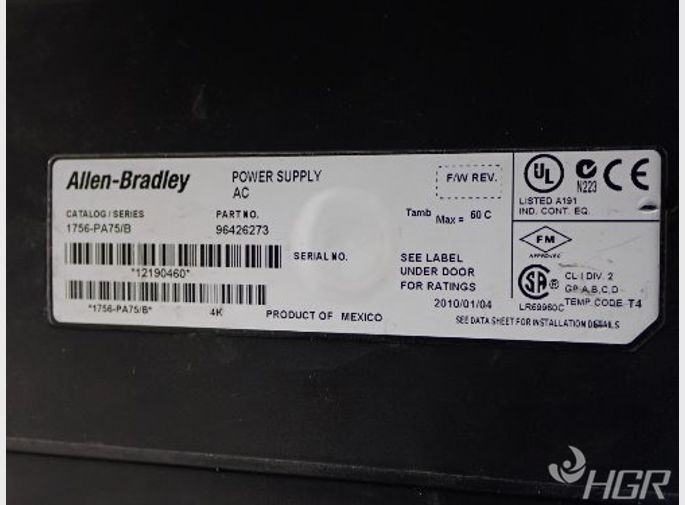 Allen-Bradley
POWER SUPPLY
AC
CATALOG / SERIES
1756-PA75/B
PART NO.
96426273
*12190460*
SERIAL NO.
*1756-PA75/B*
4K
PRODUCT OF MEXICO
F/W REV.
Tamb Max = 60 C
SEE LABEL
UNDER DOOR
FOR RATINGS
2010/01/04
UL
C
N223
CE
LISTED A191
IND. CONT. EQ.
FM
APPROVED
SA®
CL I DIV. 2
GP A,B,C,D
TEMP. CODE T4
LR69960C
SEE DATA SHEET FOR INSTALLATION DETAILS
HGR